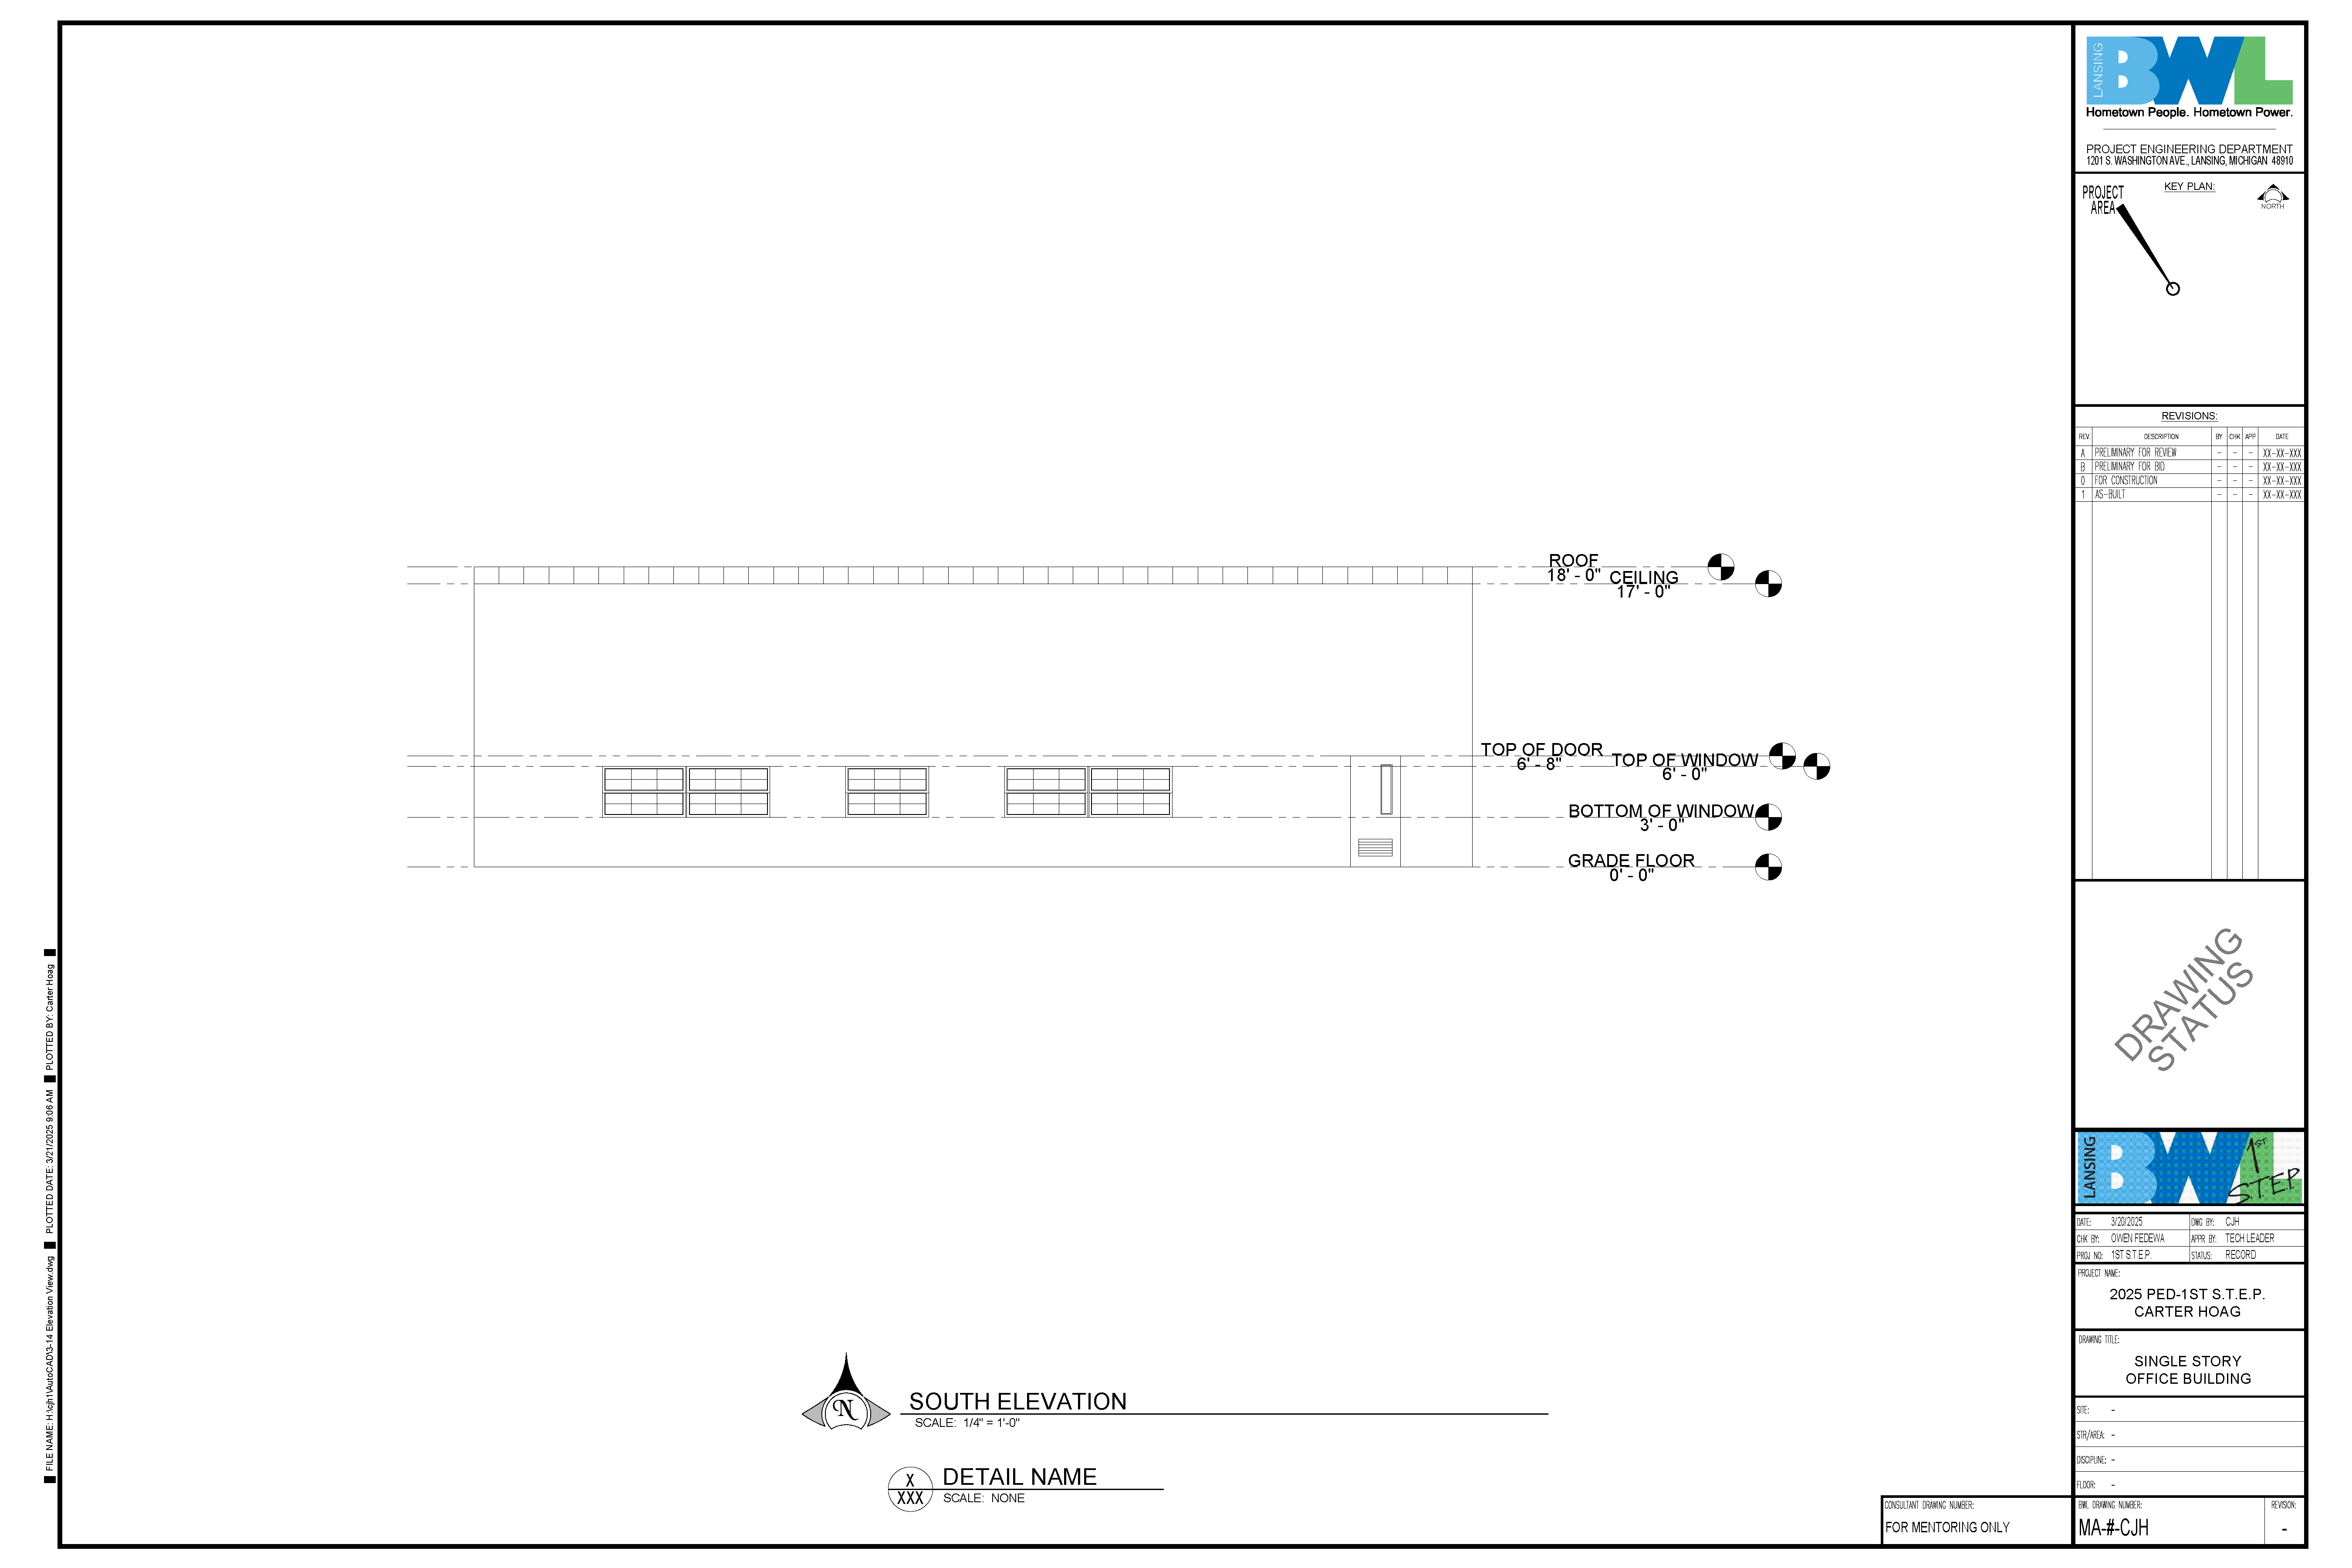 LANSING
BWL
Hometown People. Hometown Power.
PROJECT ENGINEERING DEPARTMENT
1201 S. WASHINGTON AVE., LANSING, MICHIGAN 48910
PROJECT
AREA
KEY PLAN:
NORTH
REVISIONS:
REV. DESCRIPTION BY CHK APP DATE
A PRELIMINARY FOR REVIEW - - - XX-XX-XXX
B PRELIMINARY FOR BID - - - XX-XX-XXX
0 FOR CONSTRUCTION - - - XX-XX-XXX
1 AS-BUILT - - - XX-XX-XXX
ROOF
18' - 0"
CEILING
17' - 0"
TOP OF DOOR
6' - 8"
TOP OF WINDOW
6' - 0"
BOTTOM OF WINDOW
3' - 0"
GRADE FLOOR
0' - 0"
DRAWING
STATUS
LANSING
BWL
1ST
S.T.E.P
DATE: 3/20/2025 DWG BY: CJH
CHK BY: OWEN FEDEWA APPR BY: TECH LEADER
PROJ NO: 1ST S.T.E.P. STATUS: RECORD
PROJECT NAME:
2025 PED-1ST S.T.E.P.
CARTER HOAG
DRAWING TITLE:
SINGLE STORY
OFFICE BUILDING
SITE: -
STR/AREA: -
DISCIPLINE: -
FLOOR: -
BWL DRAWING NUMBER:
MA-#-CJH
REVISION:
-
CONSULTANT DRAWING NUMBER:
FOR MENTORING ONLY
N
SOUTH ELEVATION
SCALE: 1/4" = 1'-0"
X
XXX
DETAIL NAME
SCALE: NONE
FILE NAME: H:\cjh1\AutoCAD\3-14 Elevation View.dwg PLOTTED DATE: 3/21/2025 9:06 AM PLOTTED BY: Carter Hoag